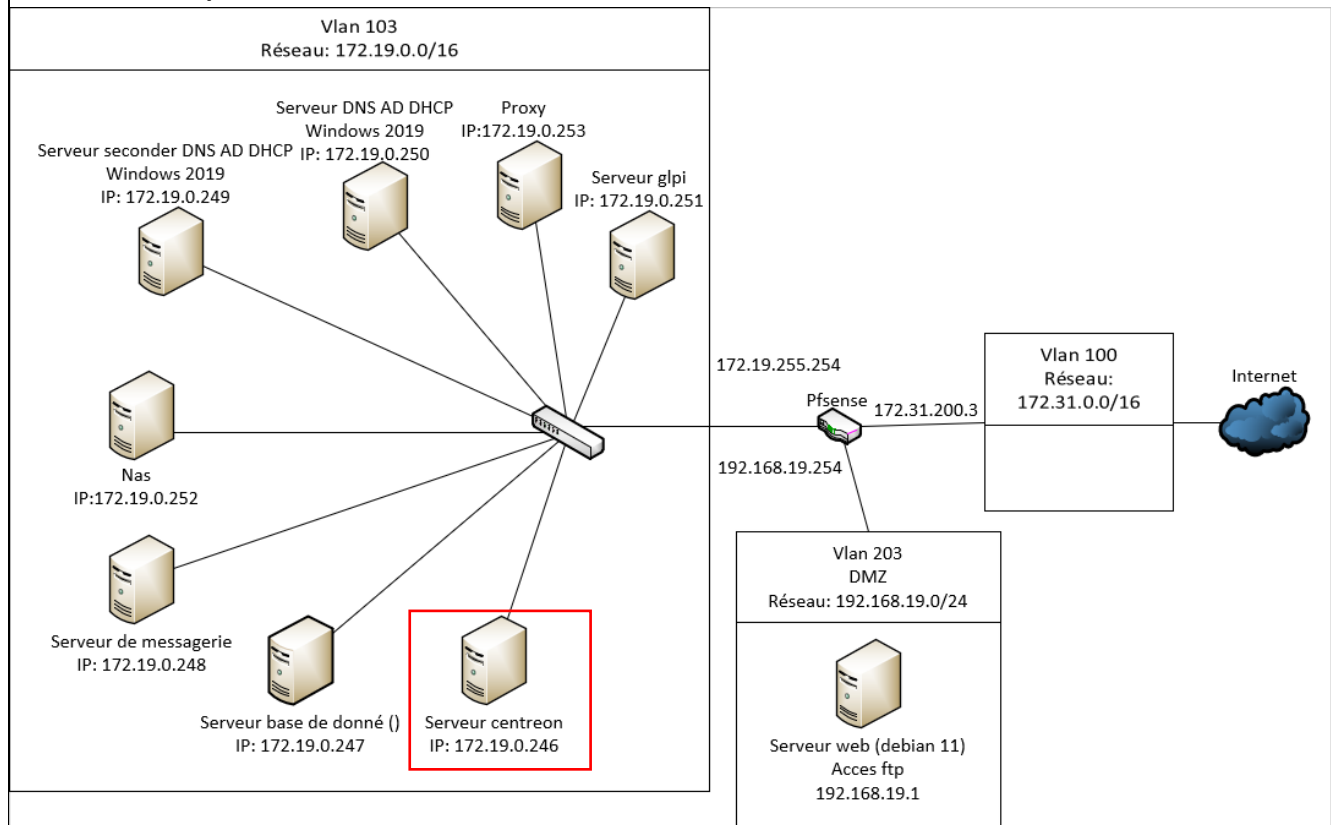 Vlan 103
Réseau: 172.19.0.0/16
Serveur DNS AD DHCP
Windows 2019
IP: 172.19.0.250
Proxy
IP:172.19.0.253
Serveur seconder DNS AD DHCP
Windows 2019
IP: 172.19.0.249
Serveur glpi
IP: 172.19.0.251
Nas
IP:172.19.0.252
Serveur de messagerie
IP: 172.19.0.248
Serveur base de donné ()
IP: 172.19.0.247
Serveur centreon
IP: 172.19.0.246
172.19.255.254
Pfsense
172.31.200.3
192.168.19.254
Vlan 100
Réseau:
172.31.0.0/16
Internet
Vlan 203
DMZ
Réseau: 192.168.19.0/24
Serveur web (debian 11)
Acces ftp
192.168.19.1